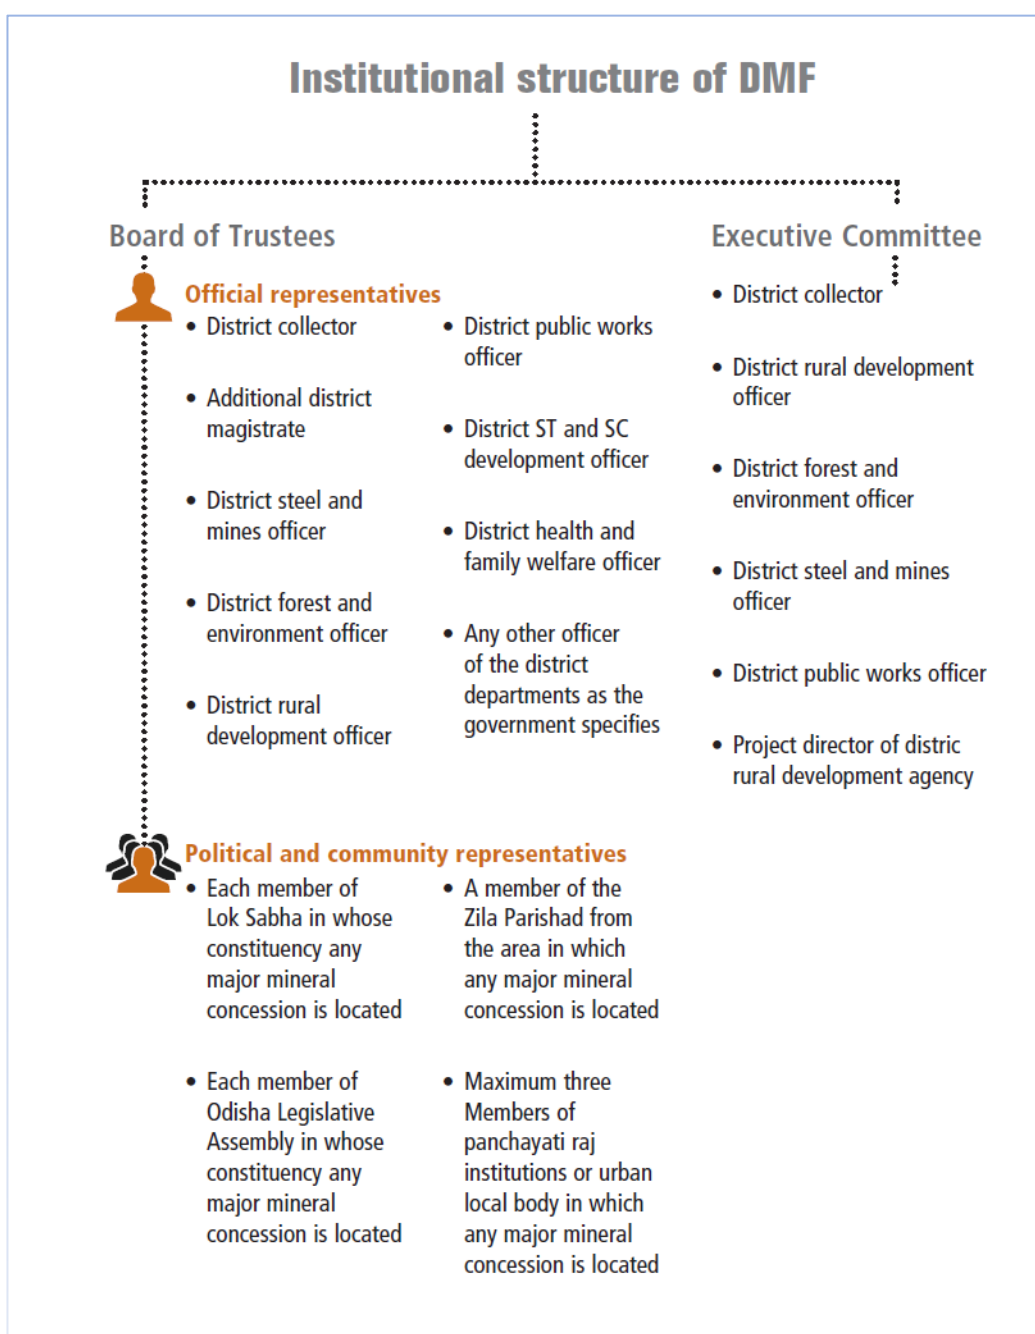 Institutional structure of DMF
Board of Trustees
Official representatives
• District collector
• Additional district
magistrate
• District steel and
mines officer
• District forest and
environment officer
• District rural
development officer
• District public works
officer
• District ST and SC
development officer
• District health and
family welfare officer
• Any other officer
of the district
departments as the
government specifies
Political and community representatives
• Each member of
Lok Sabha in whose
constituency any
major mineral
concession is located
• Each member of
Odisha Legislative
Assembly in whose
constituency any
major mineral
concession is located
• A member of the
Zila Parishad from
the area in which
any major mineral
concession is located
• Maximum three
Members of
panchayati raj
institutions or urban
local body in which
any major mineral
concession is located
Executive Committee
• District collector
• District rural development
officer
• District forest and
environment officer
• District steel and mines
officer
• District public works officer
• Project director of distric
rural development agency